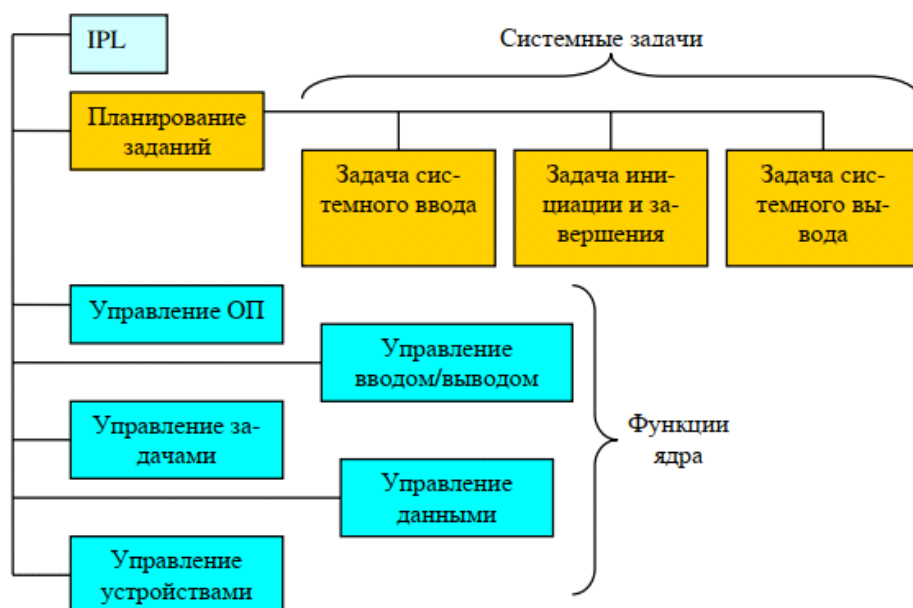 IPL
Системные задачи
Планирование
заданий
Задача сис-
темного ввода
Задача ини-
циации и за-
вершения
Задача сис-
темного вы-
вода
Управление ОП
Управление
вводом/выводом
Управление за-
дачами
Функции
ядра
Управление
данными
Управление
устройствами